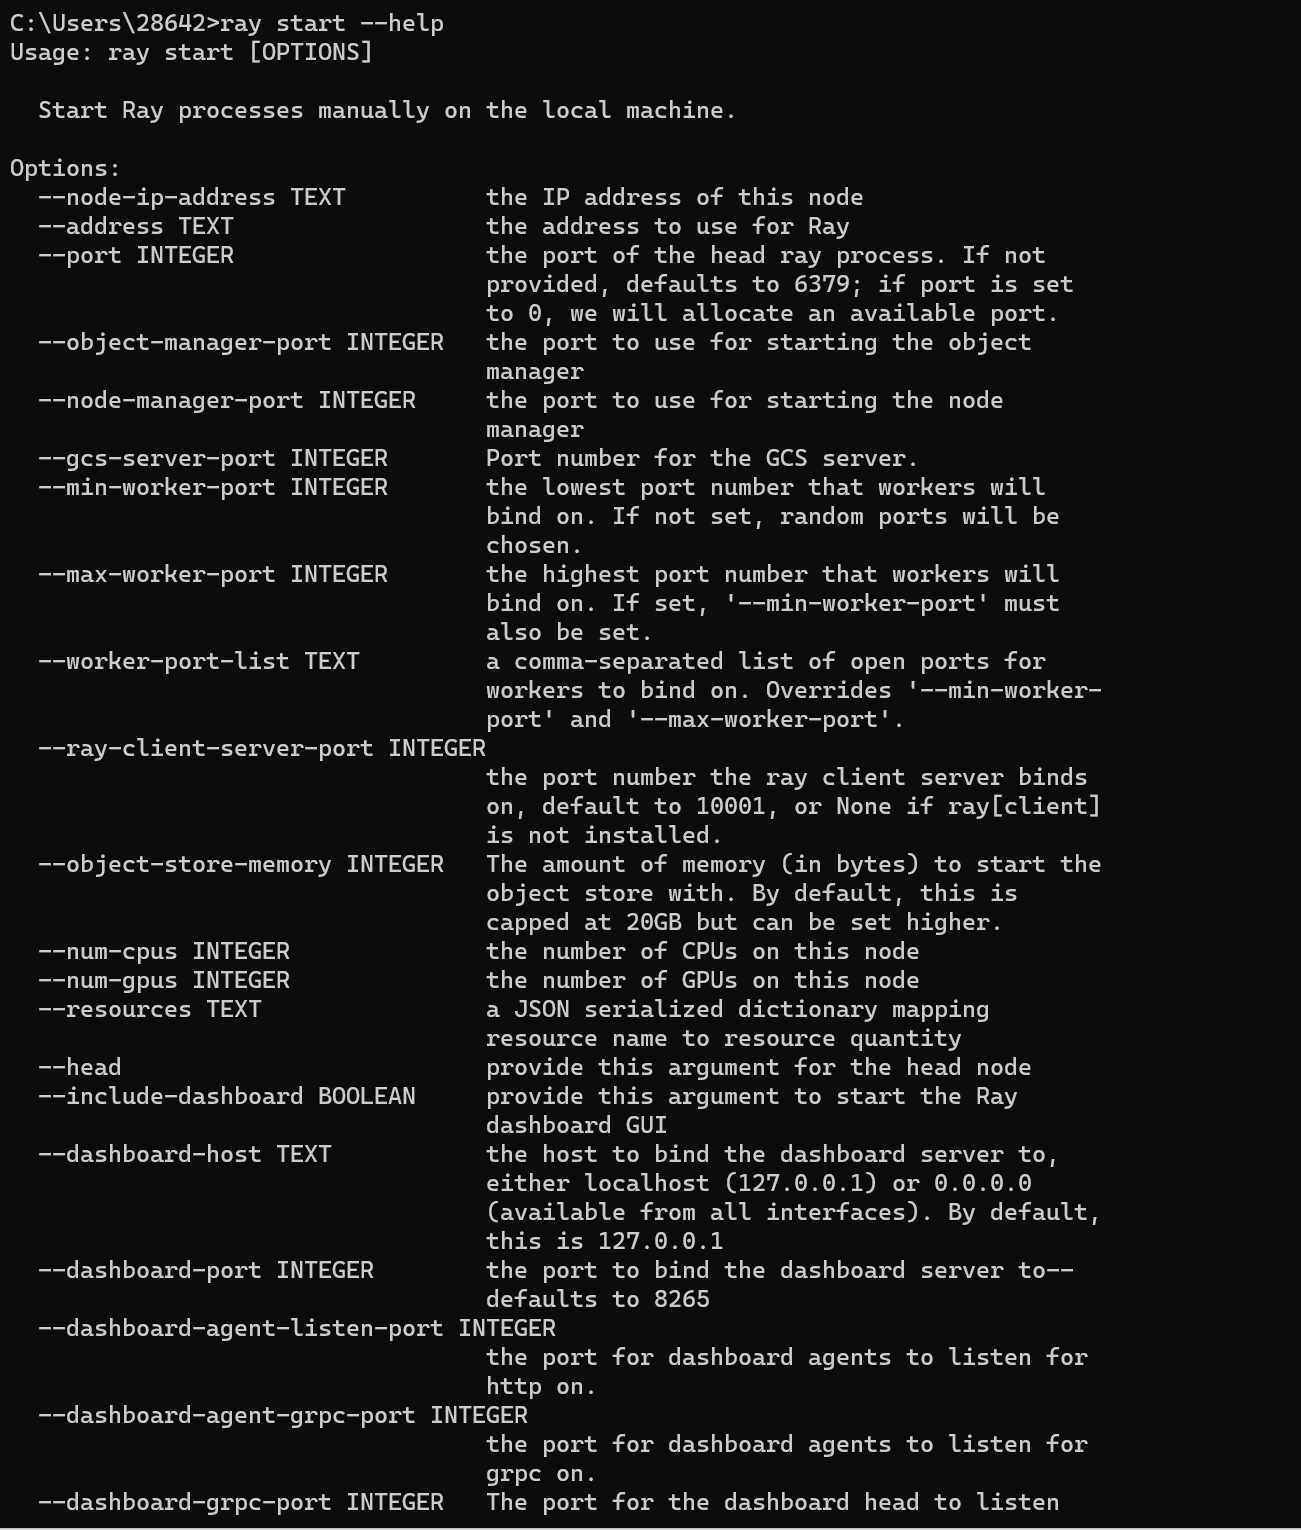 C:\Users\28642>ray start --help
Usage: ray start [OPTIONS]

  Start Ray processes manually on the local machine.

Options:
  --node-ip-address TEXT          the IP address of this node
  --address TEXT                  the address to use for Ray
  --port INTEGER                  the port of the head ray process. If not
                                  provided, defaults to 6379; if port is set
                                  to 0, we will allocate an available port.
  --object-manager-port INTEGER   the port to use for starting the object
                                  manager
  --node-manager-port INTEGER     the port to use for starting the node
                                  manager
  --gcs-server-port INTEGER       Port number for the GCS server.
  --min-worker-port INTEGER       the lowest port number that workers will
                                  bind on. If not set, random ports will be
                                  chosen.
  --max-worker-port INTEGER       the highest port number that workers will
                                  bind on. If set, '--min-worker-port' must
                                  also be set.
  --worker-port-list TEXT         a comma-separated list of open ports for
                                  workers to bind on. Overrides '--min-worker-
                                  port' and '--max-worker-port'.
  --ray-client-server-port INTEGER
                                  the port number the ray client server binds
                                  on, default to 10001, or None if ray[client]
                                  is not installed.
  --object-store-memory INTEGER   The amount of memory (in bytes) to start the
                                  object store with. By default, this is
                                  capped at 20GB but can be set higher.
  --num-cpus INTEGER              the number of CPUs on this node
  --num-gpus INTEGER              the number of GPUs on this node
  --resources TEXT                a JSON serialized dictionary mapping
                                  resource name to resource quantity
  --head                          provide this argument for the head node
  --include-dashboard BOOLEAN     provide this argument to start the Ray
                                  dashboard GUI
  --dashboard-host TEXT           the host to bind the dashboard server to,
                                  either localhost (127.0.0.1) or 0.0.0.0
                                  (available from all interfaces). By default,
                                  this is 127.0.0.1
  --dashboard-port INTEGER        the port to bind the dashboard server to--
                                  defaults to 8265
  --dashboard-agent-listen-port INTEGER
                                  the port for dashboard agents to listen for
                                  http on.
  --dashboard-agent-grpc-port INTEGER
                                  the port for dashboard agents to listen for
                                  grpc on.
  --dashboard-grpc-port INTEGER   The port for the dashboard head to listen